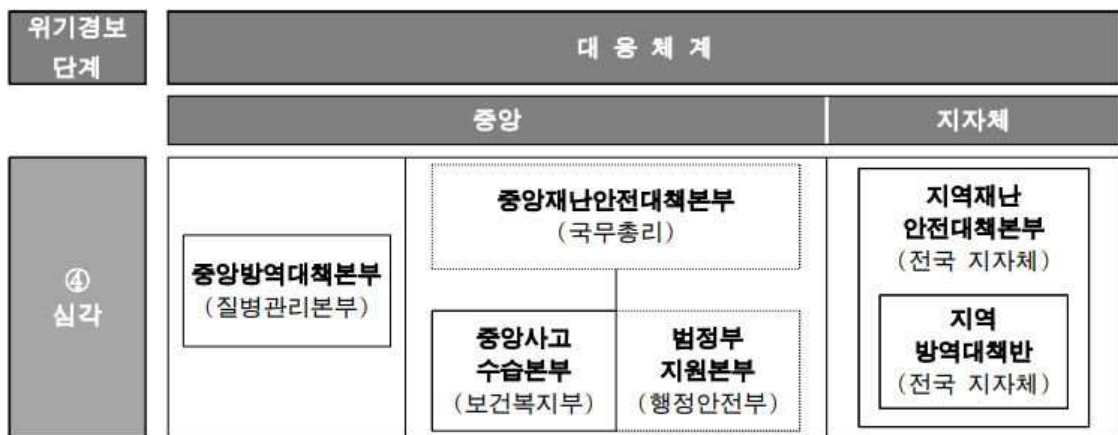 위기경보
단계
대 응 체 계
중앙
지자체
④
심각
중앙방역대책본부
(질병관리본부)
중앙재난안전대책본부
(국무총리)
중앙사고
수습본부
(보건복지부)
범정부
지원본부
(행정안전부)
지역재난
안전대책본부
(전국 지자체)
지역
방역대책반
(전국 지자체)